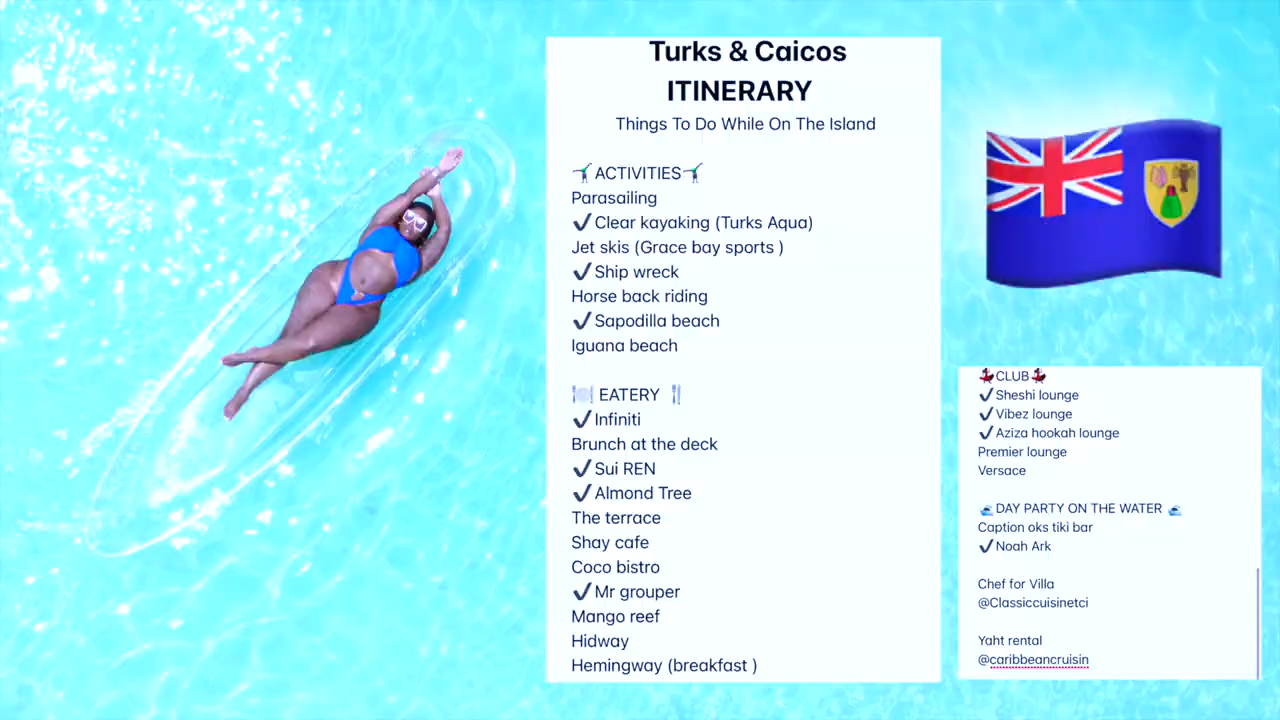 Turks & Caicos
ITINERARY
Things To Do While On The Island
ACTIVITIES
Parasailing
✔Clear kayaking (Turks Aqua)
Jet skis (Grace bay sports )
✔Ship wreck
Horse back riding
✔Sapodilla beach
Iguana beach
EATERY
✔Infiniti
Brunch at the deck
✔Sui REN
✔Almond Tree
The terrace
Shay cafe
Coco bistro
✔Mr grouper
Mango reef
Hidway
Hemingway (breakfast )
CLUB
✔Sheshi lounge
✔Vibez lounge
✔Aziza hookah lounge
Premier lounge
Versace
DAY PARTY ON THE WATER
Caption oks tiki bar
✔Noah Ark
Chef for Villa
@Classiccuisinetci
Yaht rental
@caribbeancruisin